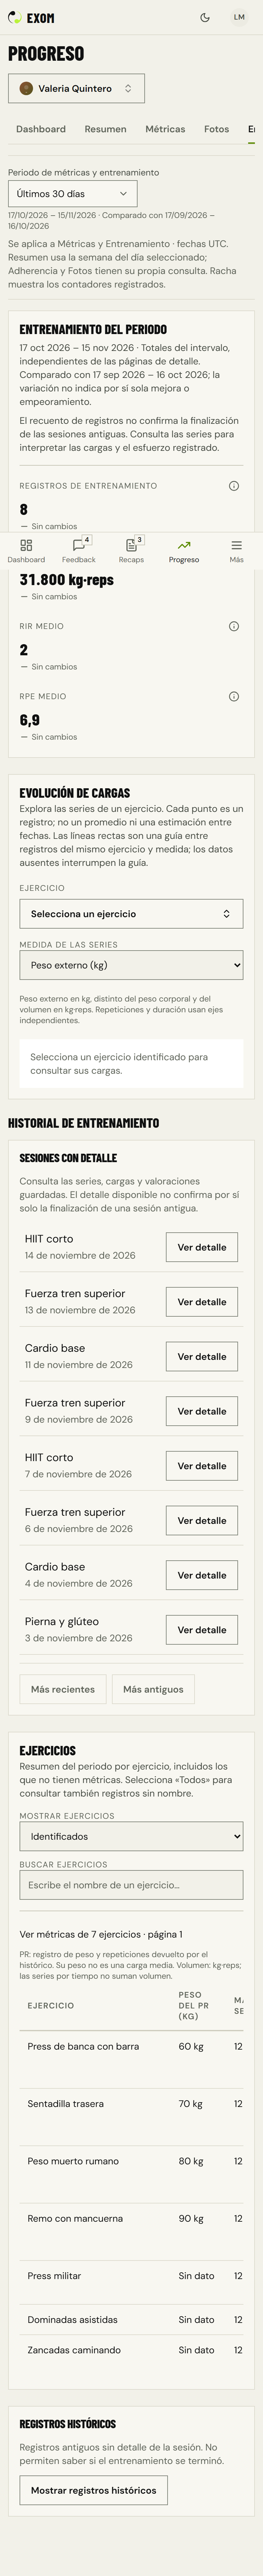 EXOM
LM
PROGRESO
Valeria Quintero
Dashboard Resumen Métricas Fotos
Periodo de métricas y entrenamiento
Últimos 30 días
17/10/2026 – 15/11/2026 · Comparado con 17/09/2026 –
16/10/2026
Se aplica a Métricas y Entrenamiento · fechas UTC.
Resumen usa la semana del día seleccionado;
Adherencia y Fotos tienen su propia consulta. Racha
muestra los contadores registrados.
ENTRENAMIENTO DEL PERIODO
17 oct 2026 – 15 nov 2026 · Totales del intervalo,
independientes de las páginas de detalle.
Comparado con 17 sep 2026 – 16 oct 2026; la
variación no indica por sí sola mejora o
empeoramiento.
El recuento de registros no confirma la finalización
de las sesiones antiguas. Consulta las series para
interpretar las cargas y el esfuerzo registrado.
REGISTROS DE ENTRENAMIENTO
8
— Sin cambios
4
3
Dashboard Feedback Recaps Progreso Más
31.800 kg·reps
— Sin cambios
RIR MEDIO
2
— Sin cambios
RPE MEDIO
6,9
— Sin cambios
EVOLUCIÓN DE CARGAS
Explora las series de un ejercicio. Cada punto es un
registro; no un promedio ni una estimación entre
fechas. Las líneas rectas son una guía entre
registros del mismo ejercicio y medida; los datos
ausentes interrumpen la guía.
EJERCICIO
Selecciona un ejercicio
MEDIDA DE LAS SERIES
Peso externo (kg)
Peso externo en kg, distinto del peso corporal y del
volumen en kg·reps. Repeticiones y duración usan ejes
independientes.
Selecciona un ejercicio identificado para
consultar sus cargas.
HISTORIAL DE ENTRENAMIENTO
SESIONES CON DETALLE
Consulta las series, cargas y valoraciones
guardadas. El detalle disponible no confirma por sí
solo la finalización de una sesión antigua.
HIIT corto
14 de noviembre de 2026
Ver detalle
Fuerza tren superior
13 de noviembre de 2026
Ver detalle
Cardio base
11 de noviembre de 2026
Ver detalle
Fuerza tren superior
9 de noviembre de 2026
Ver detalle
HIIT corto
7 de noviembre de 2026
Ver detalle
Fuerza tren superior
6 de noviembre de 2026
Ver detalle
Cardio base
4 de noviembre de 2026
Ver detalle
Pierna y glúteo
3 de noviembre de 2026
Ver detalle
Más recientes Más antiguos
EJERCICIOS
Resumen del periodo por ejercicio, incluidos los
que no tienen métricas. Selecciona «Todos» para
consultar también registros sin nombre.
MOSTRAR EJERCICIOS
Identificados
BUSCAR EJERCICIOS
Escribe el nombre de un ejercicio...
Ver métricas de 7 ejercicios · página 1
PR: registro de peso y repeticiones devuelto por el
histórico. Su peso no es una carga media. Volumen: kg·reps;
las series por tiempo no suman volumen.
EJERCICIO
PESO
DEL PR
(KG)
Press de banca con barra 60 kg 12
Sentadilla trasera 70 kg 12
Peso muerto rumano 80 kg 12
Remo con mancuerna 90 kg 12
Press militar Sin dato 12
Dominadas asistidas Sin dato 12
Zancadas caminando Sin dato 12
REGISTROS HISTÓRICOS
Registros antiguos sin detalle de la sesión. No
permiten saber si el entrenamiento se terminó.
Mostrar registros históricos